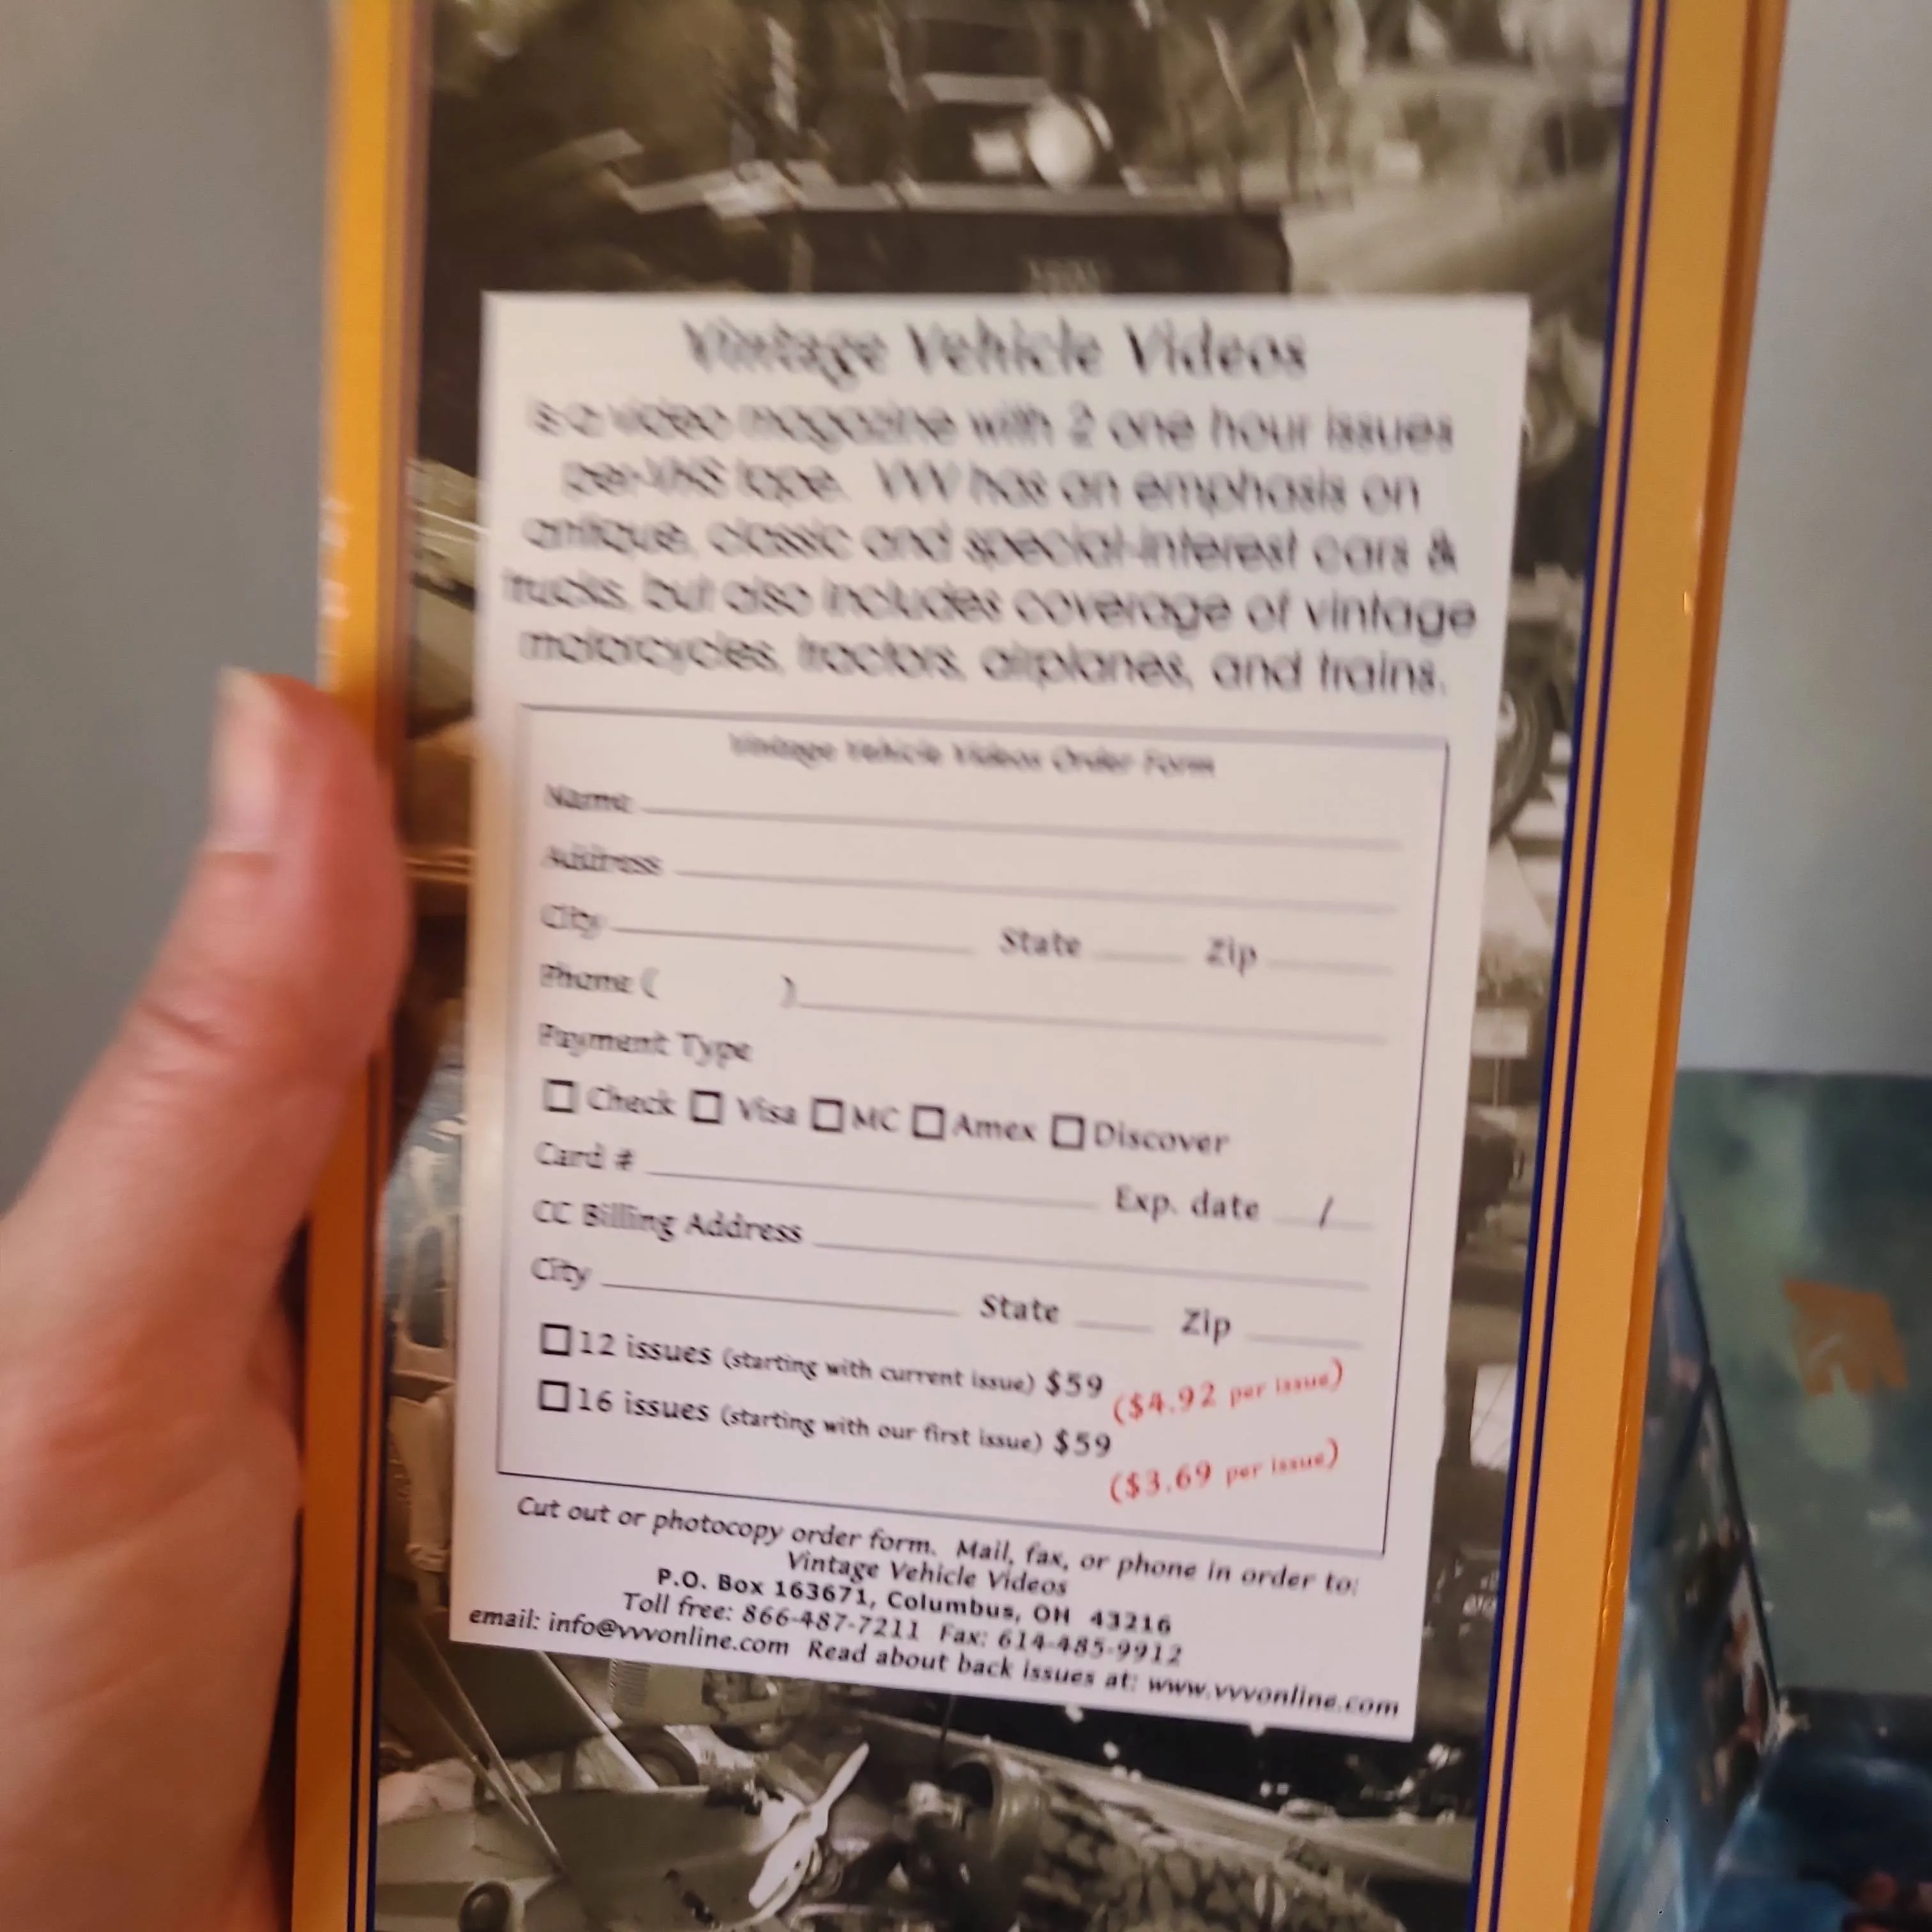 Vintage Vehicle Videos
is a video magazine with 2 one hour issues
per VHS tape. VVV has an emphasis on
antique, classic and special-interest cars &
trucks, but also includes coverage of vintage
motorcycles, tractors, airplanes, and trains.
Vintage Vehicle Videos Order Form
Name
Address
City State Zip
Phone ( )
Payment Type
Check Visa MC Amex Discover
Card # Exp. date /
CC Billing Address
City State Zip
12 issues (starting with current issue) $59 ($4.92 per issue)
16 issues (starting with our first issue) $59
($3.69 per issue)
Cut out or photocopy order form. Mail, fax, or phone in order to:
Vintage Vehicle Videos
P.O. Box 163671, Columbus, OH 43216
Toll free: 866-487-7211 Fax: 614-485-9912
email: info@vvvonline.com Read about back issues at: www.vvvonline.com